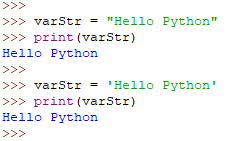 >>>
>>> varStr = "Hello Python"
>>> print(varStr)
Hello Python
>>>
>>> varStr = 'Hello Python'
>>> print(varStr)
Hello Python
>>>